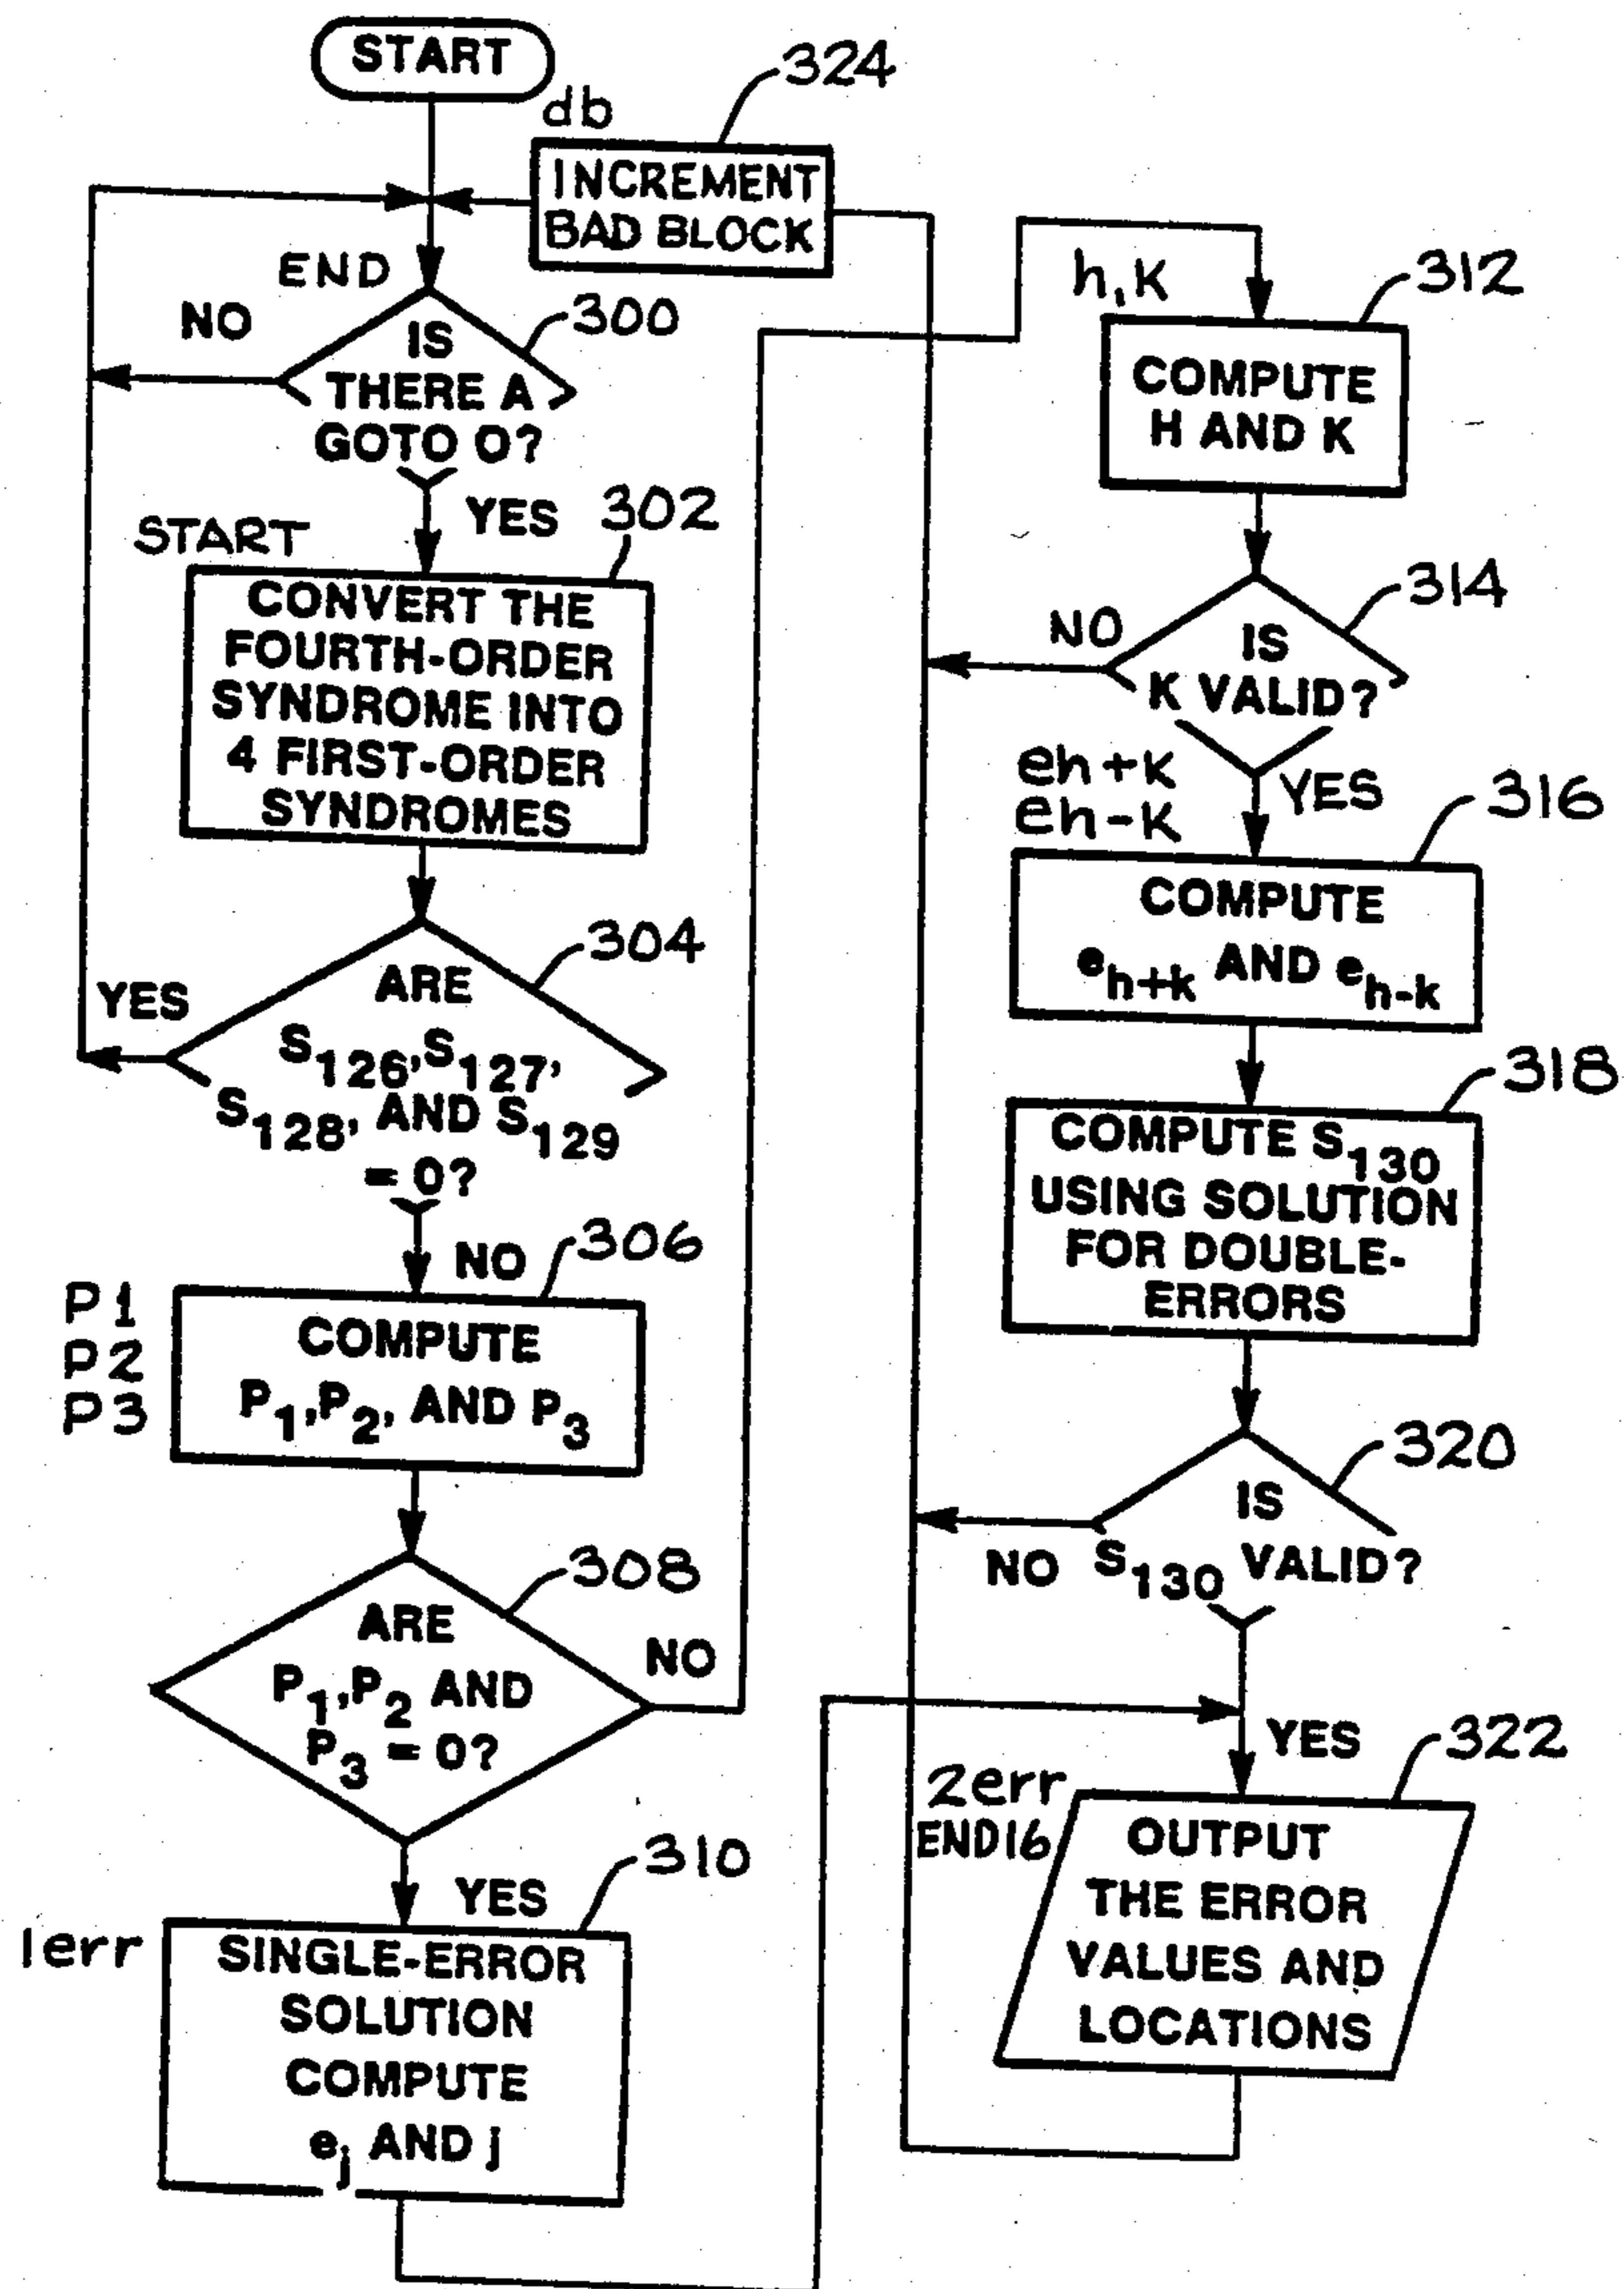 START
324
db
INCREMENT
BAD BLOCK
END
NO
300
IS
THERE A
GOTO 0?
YES
302
START
CONVERT THE
FOURTH-ORDER
SYNDROME INTO
4 FIRST-ORDER
SYNDROMES
304
YES
ARE
S126,S127,
S128, AND S129
= 0?
306
NO
P1
P2
P3
COMPUTE
P1,P2, AND P3
308
ARE
NO
P1,P2 AND
P3 = 0?
310
YES
1err
SINGLE-ERROR
SOLUTION
COMPUTE
ej AND j
h,K
312
COMPUTE
H AND K
314
NO
IS
K VALID?
eh+K
eh-K
YES
316
COMPUTE
eh+k AND eh-k
318
COMPUTE S130
USING SOLUTION
FOR DOUBLE-
ERRORS
320
IS
NO
S130 VALID?
YES
322
2err
END16
OUTPUT
THE ERROR
VALUES AND
LOCATIONS